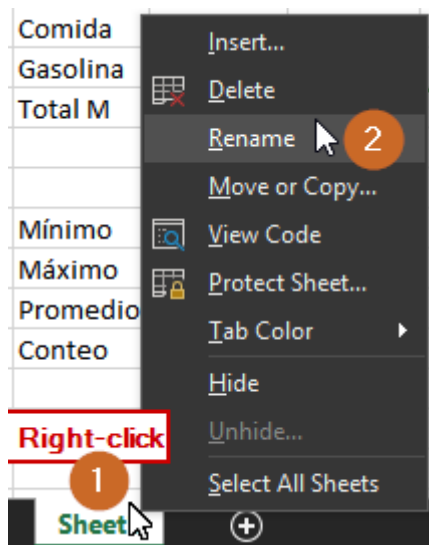 Comida
Gasolina
Total M
Mínimo
Máximo
Promedio
Conteo
Right-click
1
Sheet
Insert...
Delete
Rename
2
Move or Copy...
View Code
Protect Sheet...
Tab Color
Hide
Unhide...
Select All Sheets